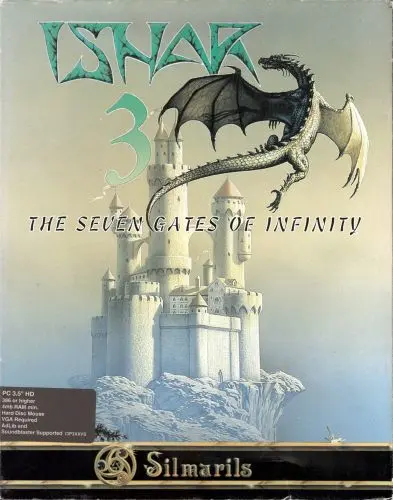 ISHAR
3
THE SEVEN GATES OF INFINITY
PC 3.5" HD
386 or higher
4mb RAM min.
Hard Disc Mouse
VGA Required
AdLib and
Soundblaster Supported
Silmarils